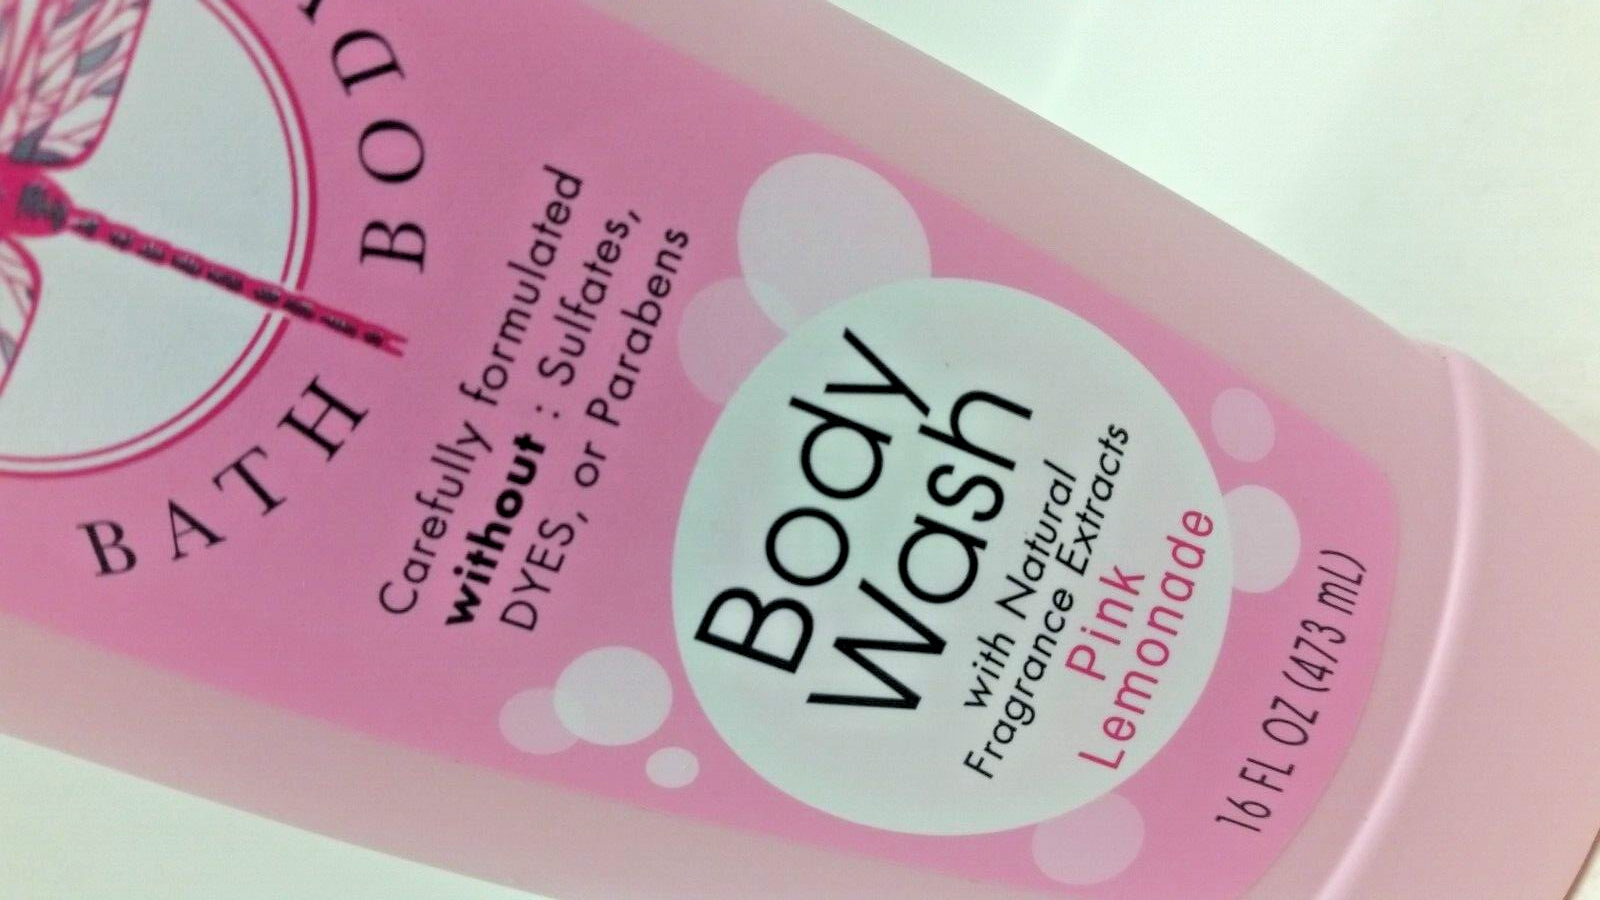 BATH BODY
Carefully formulated
without : Sulfates,
DYES, or Parabens
Body
Wash
with Natural
Fragrance Extracts
Pink
Lemonade
16 FL OZ (473 mL)